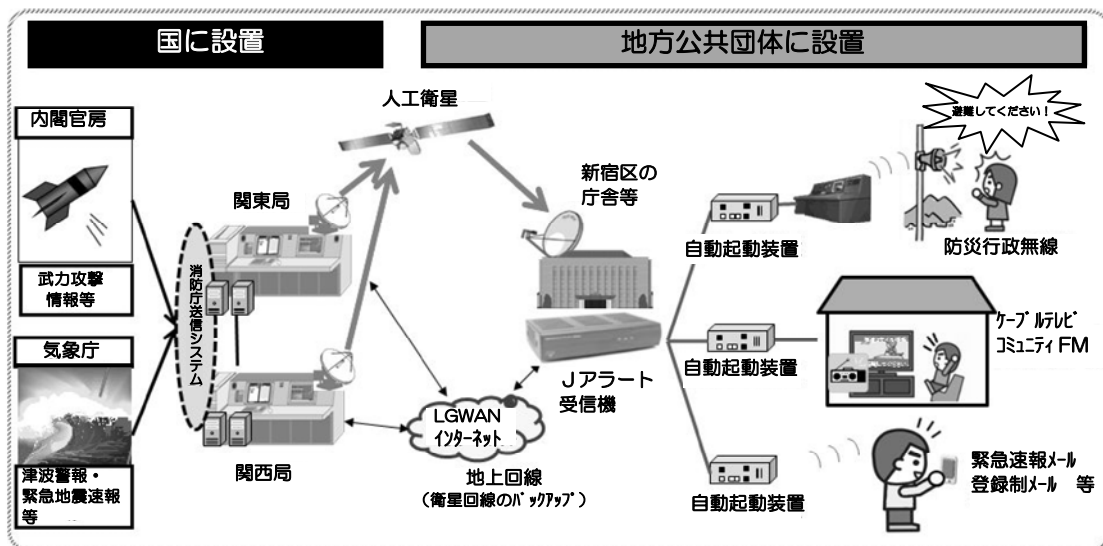 国に設置
地方公共団体に設置
内閣官房
武力攻撃
情報等
気象庁
津波警報・
緊急地震速報
等
消防庁送信システム
関東局
関西局
人工衛星
LGWAN
インターネット
地上回線
（衛星回線のバックアップ）
新宿区の
庁舎等
Jアラート
受信機
自動起動装置
避難してください！
防災行政無線
自動起動装置
ケーブルテレビ
コミュニティFM
自動起動装置
緊急速報メール
登録制メール　等